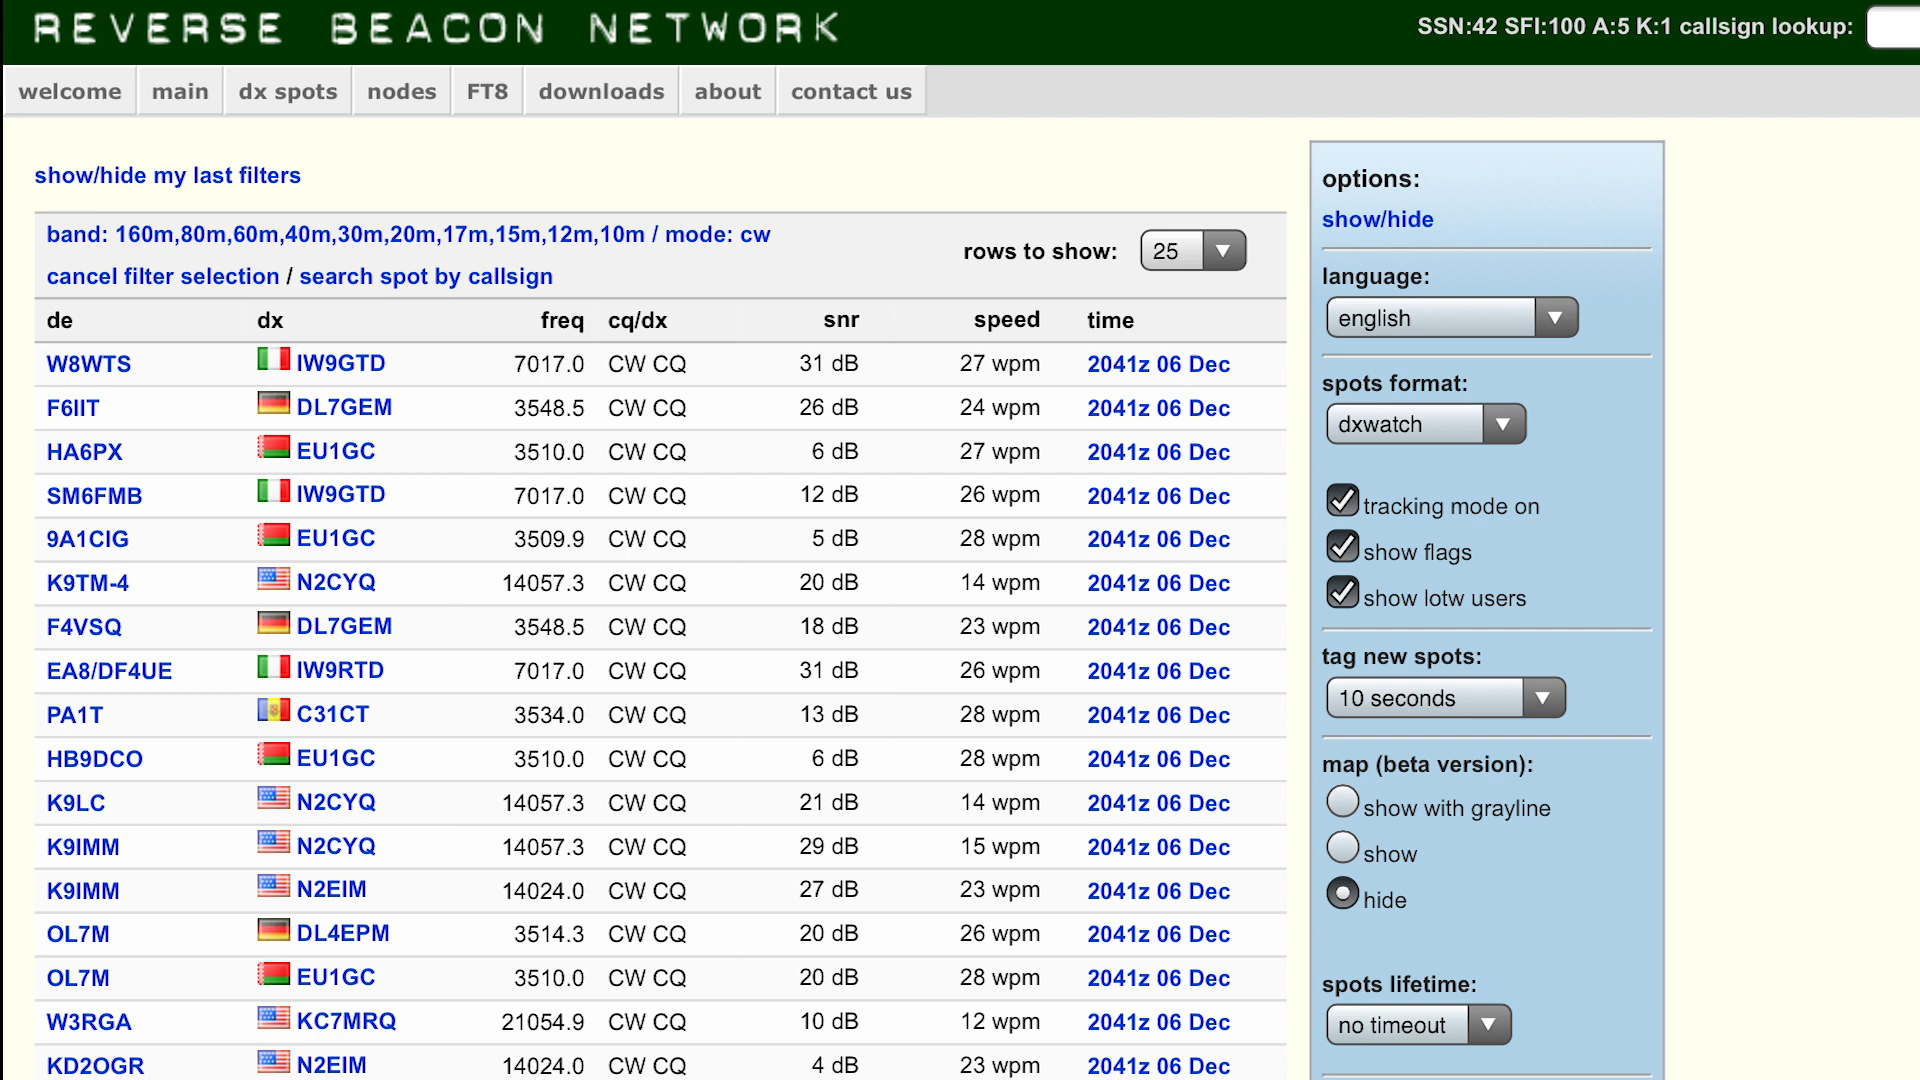 REVERSE BEACON NETWORK
SSN:42 SFI:100 A:5 K:1 callsign lookup:
welcome main dx spots nodes FT8 downloads about contact us
show/hide my last filters
band: 160m,80m,60m,40m,30m,20m,17m,15m,12m,10m / mode: cw
rows to show: 25
cancel filter selection / search spot by callsign
de dx freq cq/dx snr speed time
W8WTS IW9GTD 7017.0 CW CQ 31 dB 27 wpm 2041z 06 Dec
F6IIT DL7GEM 3548.5 CW CQ 26 dB 24 wpm 2041z 06 Dec
HA6PX EU1GC 3510.0 CW CQ 6 dB 27 wpm 2041z 06 Dec
SM6FMB IW9GTD 7017.0 CW CQ 12 dB 26 wpm 2041z 06 Dec
9A1CIG EU1GC 3509.9 CW CQ 5 dB 28 wpm 2041z 06 Dec
K9TM-4 N2CYQ 14057.3 CW CQ 20 dB 14 wpm 2041z 06 Dec
F4VSQ DL7GEM 3548.5 CW CQ 18 dB 23 wpm 2041z 06 Dec
EA8/DF4UE IW9RTD 7017.0 CW CQ 31 dB 26 wpm 2041z 06 Dec
PA1T C31CT 3534.0 CW CQ 13 dB 28 wpm 2041z 06 Dec
HB9DCO EU1GC 3510.0 CW CQ 6 dB 28 wpm 2041z 06 Dec
K9LC N2CYQ 14057.3 CW CQ 21 dB 14 wpm 2041z 06 Dec
K9IMM N2CYQ 14057.3 CW CQ 29 dB 15 wpm 2041z 06 Dec
K9IMM N2EIM 14024.0 CW CQ 27 dB 23 wpm 2041z 06 Dec
OL7M DL4EPM 3514.3 CW CQ 20 dB 26 wpm 2041z 06 Dec
OL7M EU1GC 3510.0 CW CQ 20 dB 28 wpm 2041z 06 Dec
W3RGA KC7MRQ 21054.9 CW CQ 10 dB 12 wpm 2041z 06 Dec
KD2OGR N2EIM 14024.0 CW CQ 4 dB 23 wpm 2041z 06 Dec
options:
show/hide
language:
english
spots format:
dxwatch
tracking mode on
show flags
show lotw users
tag new spots:
10 seconds
map (beta version):
show with grayline
show
hide
spots lifetime:
no timeout